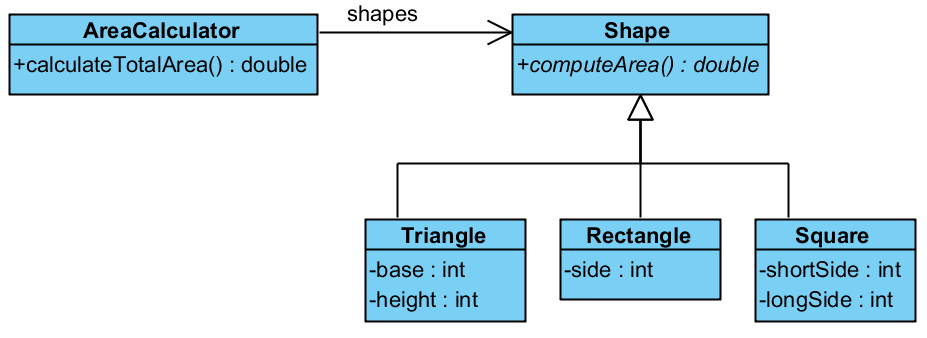 shapes
AreaCalculator
+calculateTotalArea() : double
Shape
+computeArea() : double
Triangle
-base : int
-height : int
Rectangle
-side : int
Square
-shortSide : int
-longSide : int